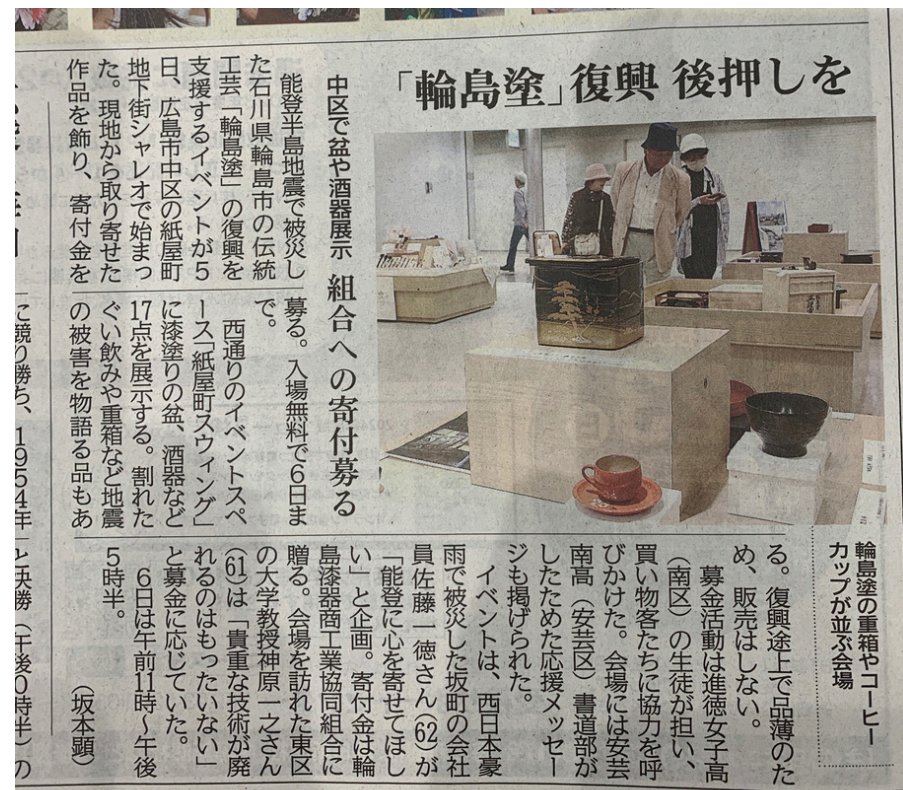 「輪島塗」復興 後押しを
中区で盆や酒器展示 組合への寄付募る
能登半島地震で被災し
た石川県輪島市の伝統
工芸「輪島塗」の復興を
支援するイベントが5
日、広島市中区の紙屋町
地下街シャレオで始まっ
た。現地から取り寄せた
作品を飾り、寄付金を
募る。入場無料で6日ま
で。
西通りのイベントスペ
ース「紙屋町スウィング」
に漆塗りの盆、酒器など
17点を展示する。割れた
ぐい飲みや重箱など地震
の被害を物語る品もあ
輪島塗の重箱やコーヒー
カップが並ぶ会場
る。復興途上で品薄のた
め、販売はしない。
募金活動は進徳女子高
（南区）の生徒が担い、
買い物客たちに協力を呼
びかけた。会場には安芸
南高（安芸区）書道部が
したためた応援メッセー
ジも掲げられた。
イベントは、西日本豪
雨で被災した坂町の会社
員佐藤一徳さん(62)が
「能登に心を寄せてほし
い」と企画。寄付金は輪
島漆器商工業協同組合に
贈る。会場を訪れた東区
の大学教授神原一之さん
(61)は「貴重な技術が廃
れるのはもったいない」
と募金に応じていた。
6日は午前11時〜午後
5時半。
（坂本顕）
に競り勝ち、1954年
と決勝（午後0時半）の